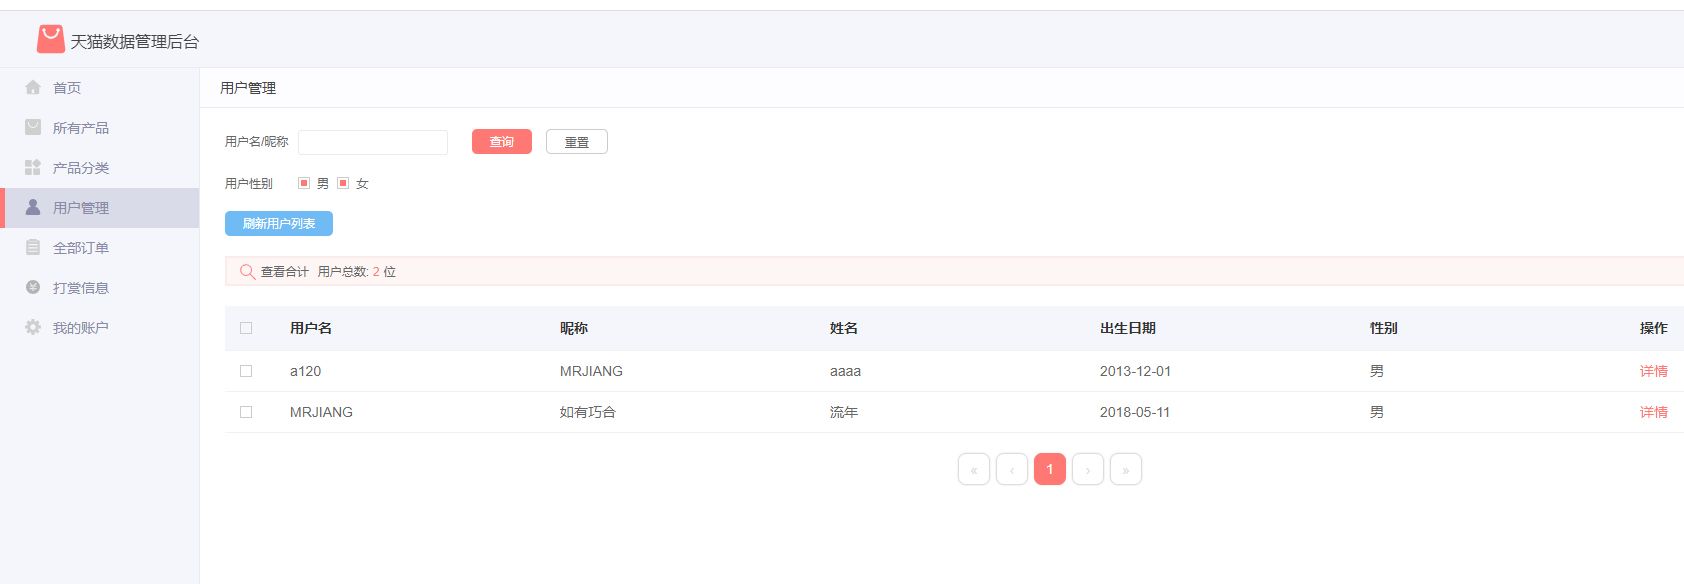 天猫数据管理后台
首页
所有产品
产品分类
用户管理
全部订单
打赏信息
我的账户
用户管理
用户名/昵称 查询 重置
用户性别 男 女
刷新用户列表
查看合计 用户总数: 2 位
用户名 昵称 姓名 出生日期 性别 操作
a120 MRJIANG aaaa 2013-12-01 男 详情
MRJIANG 如有巧合 流年 2018-05-11 男 详情
« ‹ 1 › »